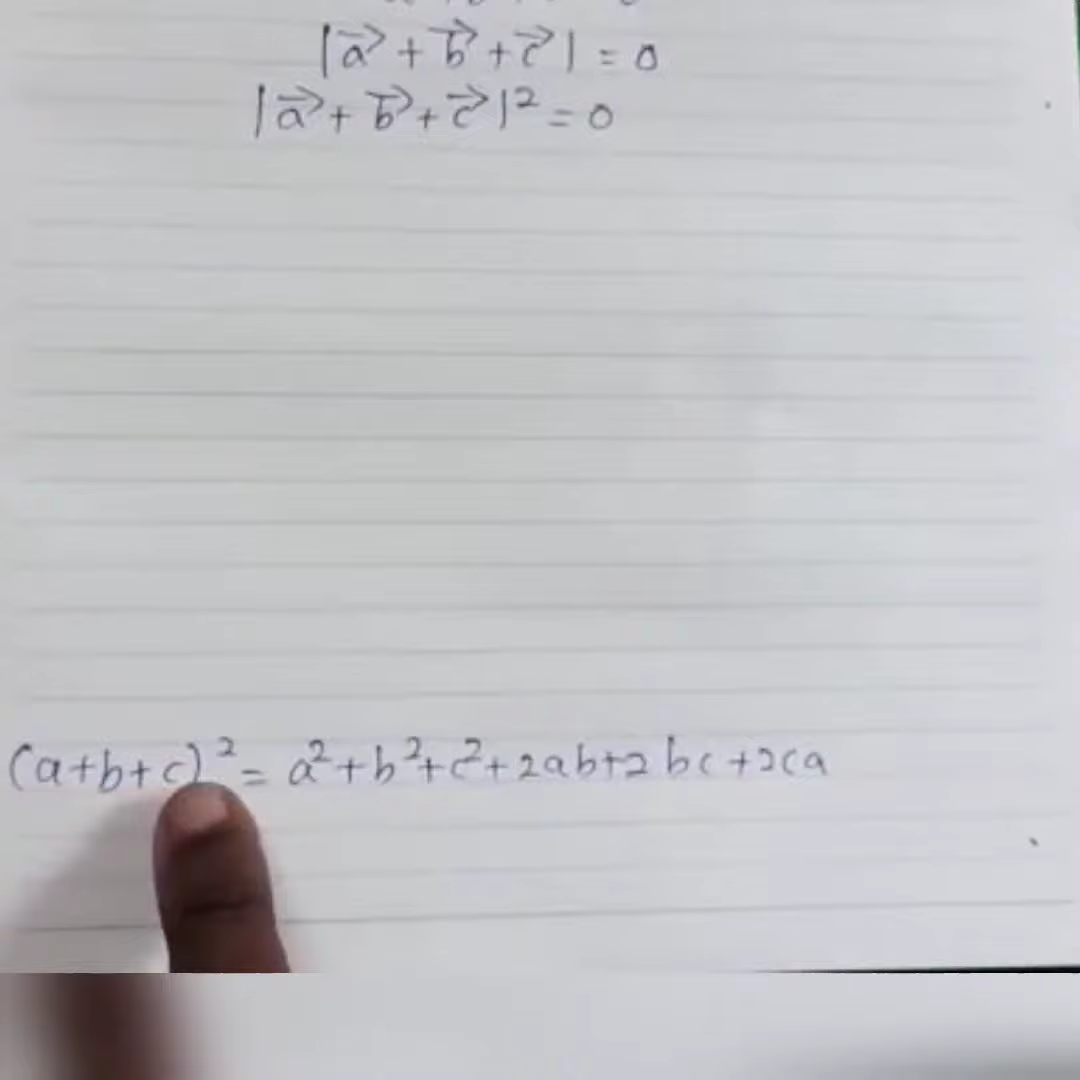 |a⃗ + b⃗ + c⃗| = 0
|a⃗ + b⃗ + c⃗|² = 0
(a+b+c)² = a²+b²+c²+2ab+2bc+2ca